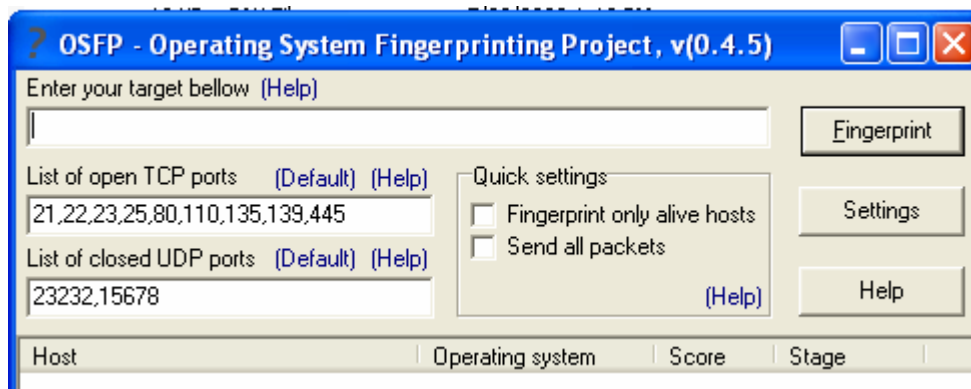 ? OSFP - Operating System Fingerprinting Project, v(0.4.5)
Enter your target bellow (Help)
Fingerprint
List of open TCP ports (Default) (Help)
21,22,23,25,80,110,135,139,445
List of closed UDP ports (Default) (Help)
23232,15678
Quick settings
Fingerprint only alive hosts
Send all packets
(Help)
Settings
Help
Host Operating system Score Stage